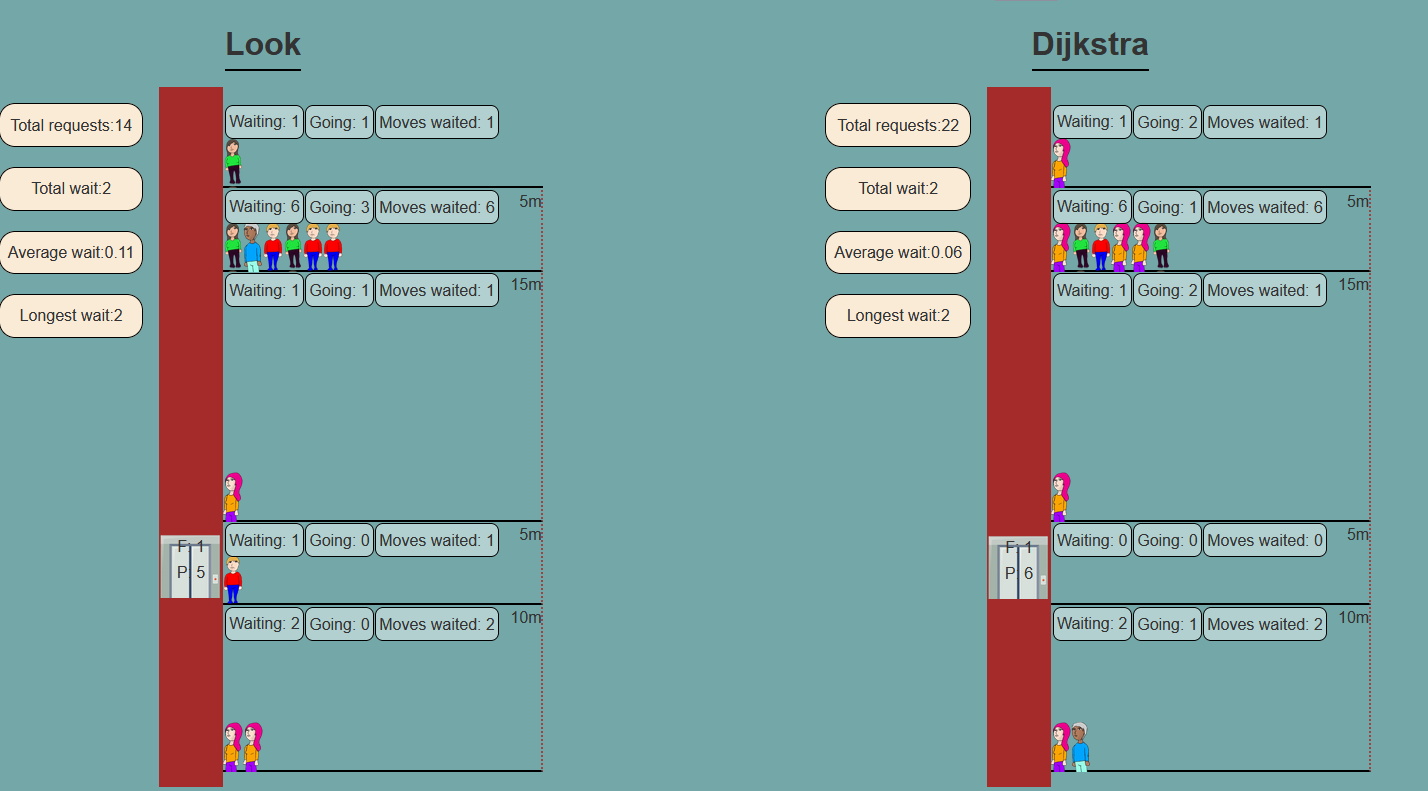 Look
Total requests:14
Total wait:2
Average wait:0.11
Longest wait:2
Waiting: 1 Going: 1 Moves waited: 1
5m
Waiting: 6 Going: 3 Moves waited: 6
15m
Waiting: 1 Going: 1 Moves waited: 1
5m
Waiting: 1 Going: 0 Moves waited: 1
F: 1
P 5
10m
Waiting: 2 Going: 0 Moves waited: 2
Dijkstra
Total requests:22
Total wait:2
Average wait:0.06
Longest wait:2
Waiting: 1 Going: 2 Moves waited: 1
5m
Waiting: 6 Going: 1 Moves waited: 6
15m
Waiting: 1 Going: 2 Moves waited: 1
5m
Waiting: 0 Going: 0 Moves waited: 0
F: 1
P 6
10m
Waiting: 2 Going: 1 Moves waited: 2